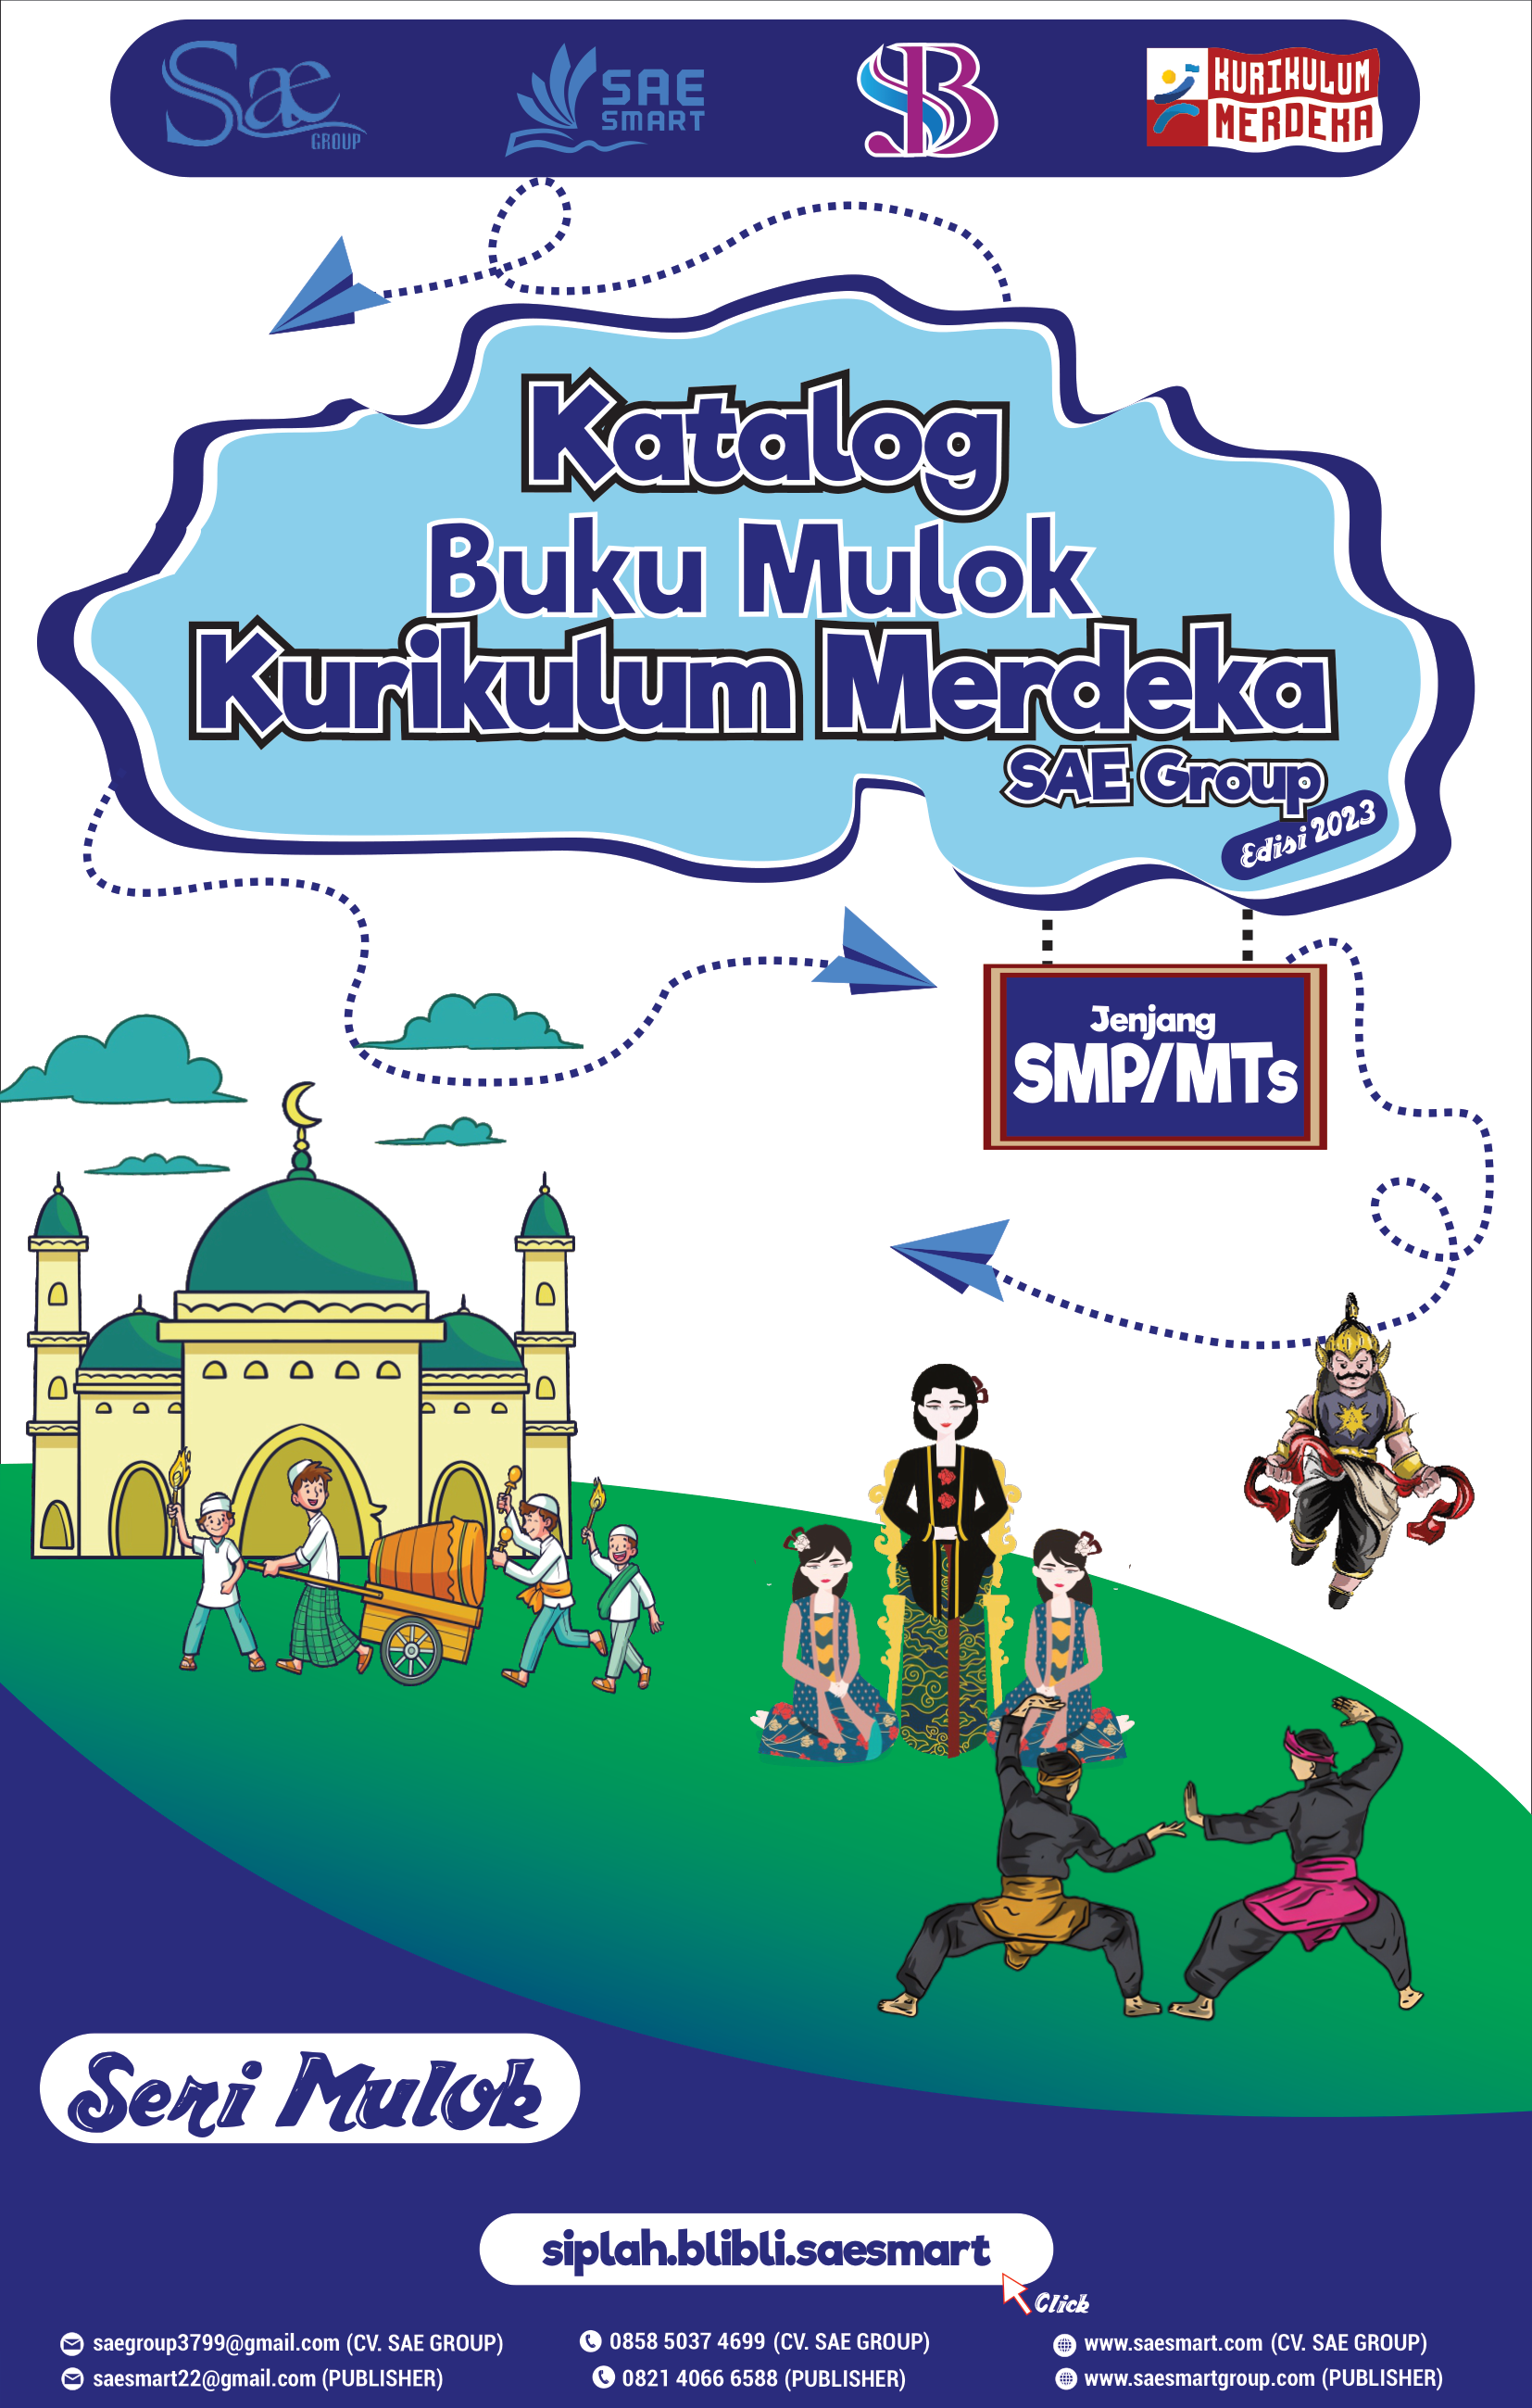 Sae
GROUP
SAE
SMART
SB
KURIKULUM
MERDEKA
Katalog
Buku Mulok
Kurikulum Merdeka
SAE Group
Edisi 2023
Jenjang
SMP/MTs
Seri Mulok
siplah.blibli.saesmart
Click
saegroup3799@gmail.com (CV. SAE GROUP)
0858 5037 4699 (CV. SAE GROUP)
www.saesmart.com (CV. SAE GROUP)
saesmart22@gmail.com (PUBLISHER)
0821 4066 6588 (PUBLISHER)
www.saesmartgroup.com (PUBLISHER)